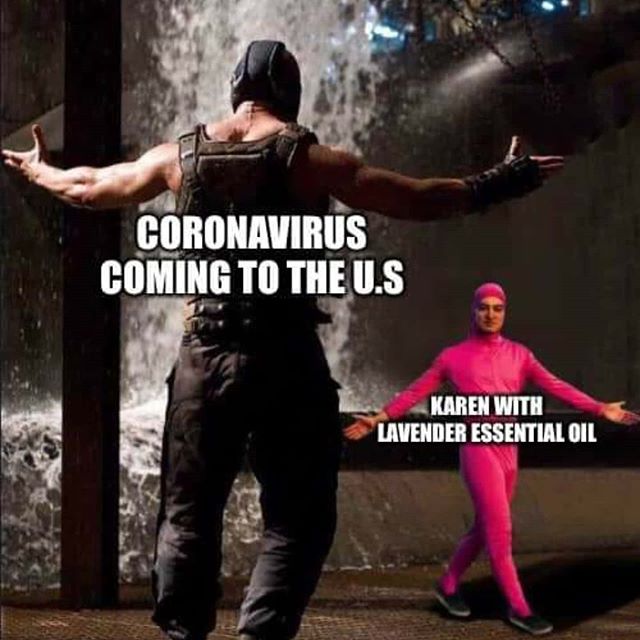 CORONAVIRUS
COMING TO THE U.S
KAREN WITH
LAVENDER ESSENTIAL OIL